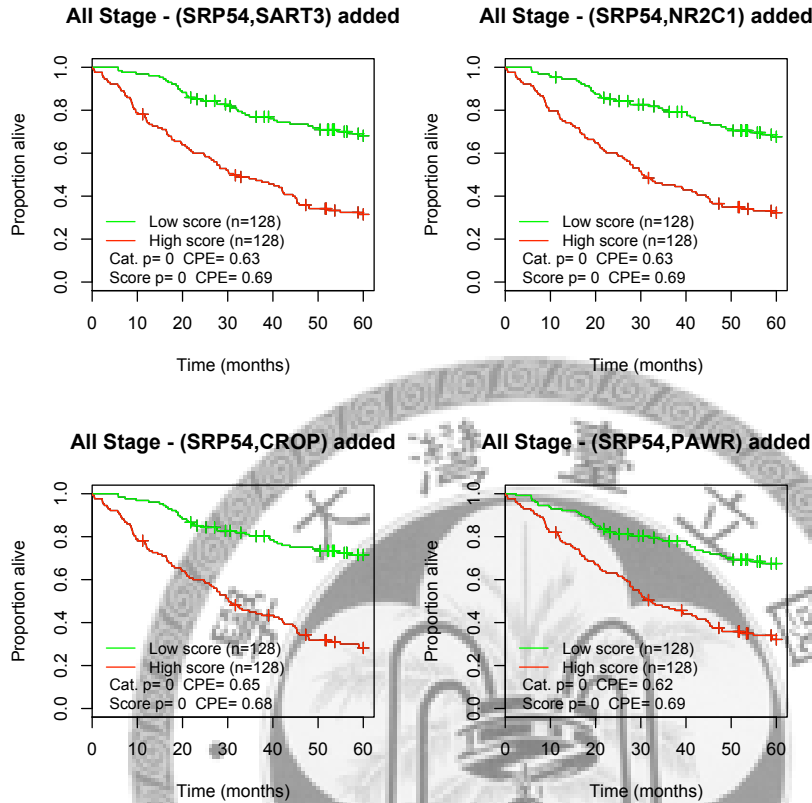 All Stage - (SRP54,SART3) added
1.0
0.8
0.6
0.4
0.2
0.0
Proportion alive
Low score (n=128)
High score (n=128)
Cat. p= 0 CPE= 0.63
Score p= 0 CPE= 0.69
0 10 20 30 40 50 60
Time (months)
All Stage - (SRP54,NR2C1) added
1.0
0.8
0.6
0.4
0.2
0.0
Proportion alive
Low score (n=128)
High score (n=128)
Cat. p= 0 CPE= 0.63
Score p= 0 CPE= 0.69
0 10 20 30 40 50 60
Time (months)
All Stage - (SRP54,CROP) added
1.0
0.8
0.6
0.4
0.2
0.0
Proportion alive
Low score (n=128)
High score (n=128)
Cat. p= 0 CPE= 0.65
Score p= 0 CPE= 0.68
0 10 20 30 40 50 60
Time (months)
All Stage - (SRP54,PAWR) added
1.0
0.8
0.6
0.4
0.2
0.0
Proportion alive
Low score (n=128)
High score (n=128)
Cat. p= 0 CPE= 0.62
Score p= 0 CPE= 0.69
0 10 20 30 40 50 60
Time (months)